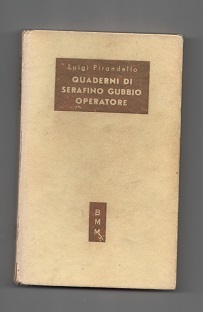 Luigi Pirandello
QUADERNI DI
SERAFINO GUBBIO
OPERATORE
B
M
M